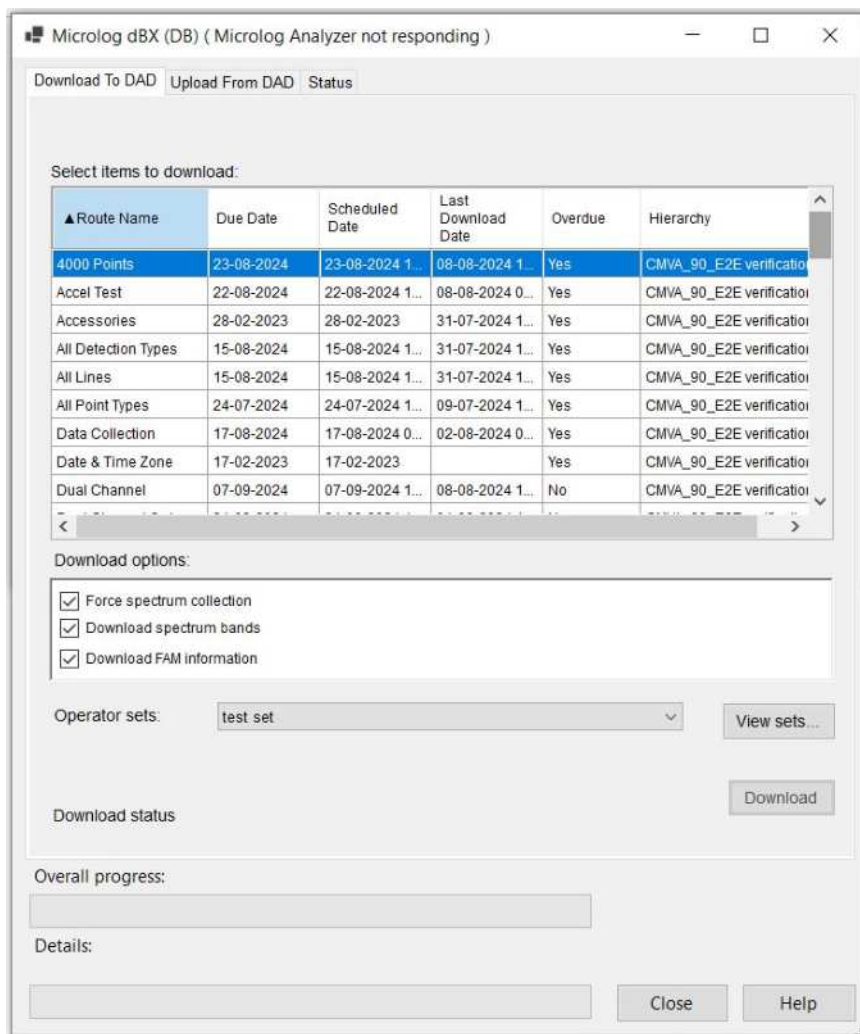 Microlog dBX (DB) ( Microlog Analyzer not responding )
Download To DAD Upload From DAD Status
Select items to download:
▲Route Name Due Date Scheduled Date Last Download Date Overdue Hierarchy
4000 Points 23-08-2024 23-08-2024 1... 08-08-2024 1... Yes CMVA_90_E2E verification
Accel Test 22-08-2024 22-08-2024 1... 08-08-2024 0... Yes CMVA_90_E2E verification
Accessories 28-02-2023 28-02-2023 31-07-2024 1... Yes CMVA_90_E2E verification
All Detection Types 15-08-2024 15-08-2024 1... 31-07-2024 1... Yes CMVA_90_E2E verification
All Lines 15-08-2024 15-08-2024 1... 31-07-2024 1... Yes CMVA_90_E2E verification
All Point Types 24-07-2024 24-07-2024 1... 09-07-2024 1... Yes CMVA_90_E2E verification
Data Collection 17-08-2024 17-08-2024 0... 02-08-2024 0... Yes CMVA_90_E2E verification
Date & Time Zone 17-02-2023 17-02-2023 Yes CMVA_90_E2E verification
Dual Channel 07-09-2024 07-09-2024 1... 08-08-2024 1... No CMVA_90_E2E verification
Download options:
Force spectrum collection
Download spectrum bands
Download FAM information
Operator sets: test set View sets...
Download
Download status
Overall progress:
Details:
Close Help